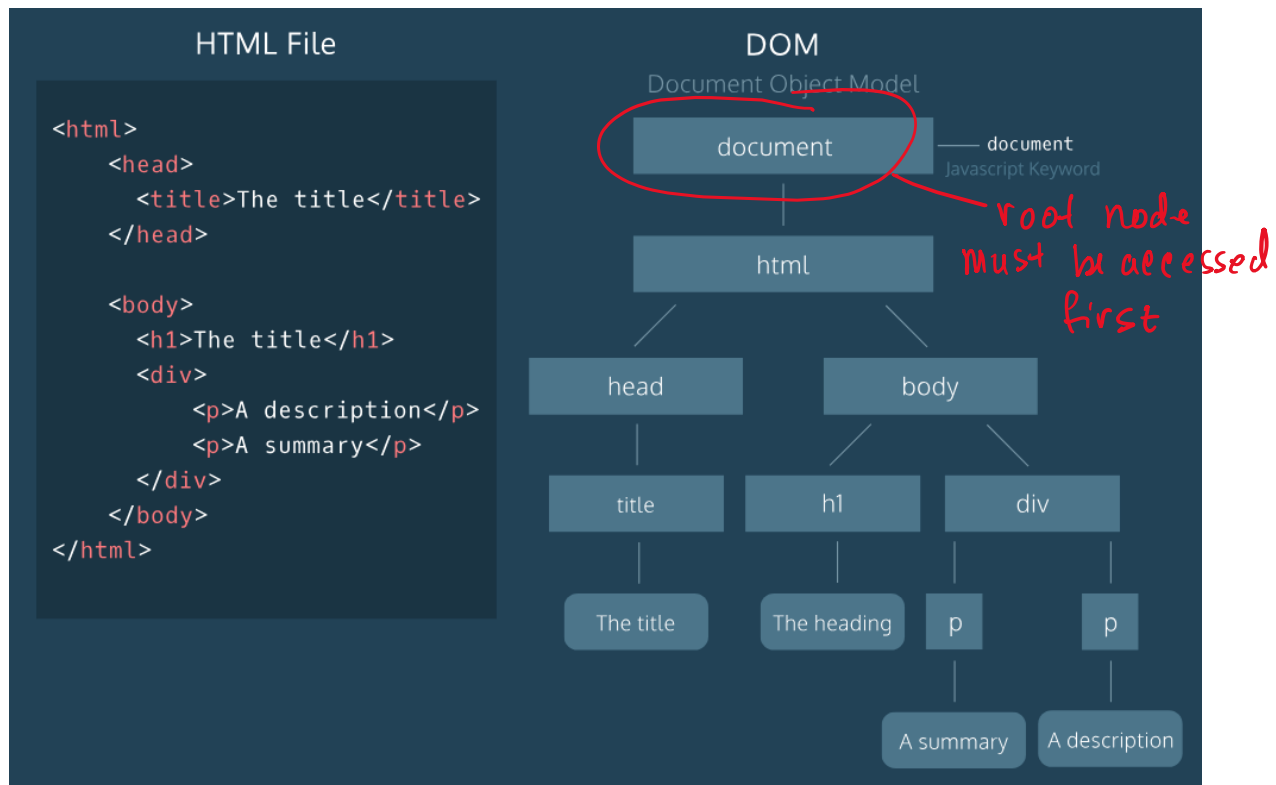 HTML File
<html>
<head>
<title>The title</title>
</head>
<body>
<h1>The title</h1>
<div>
<p>A description</p>
<p>A summary</p>
</div>
</body>
</html>
DOM
Document Object Model
document
document
Javascript Keyword
root node
must be accessed
first
html
head body
title h1 div
The title The heading p p
A summary A description